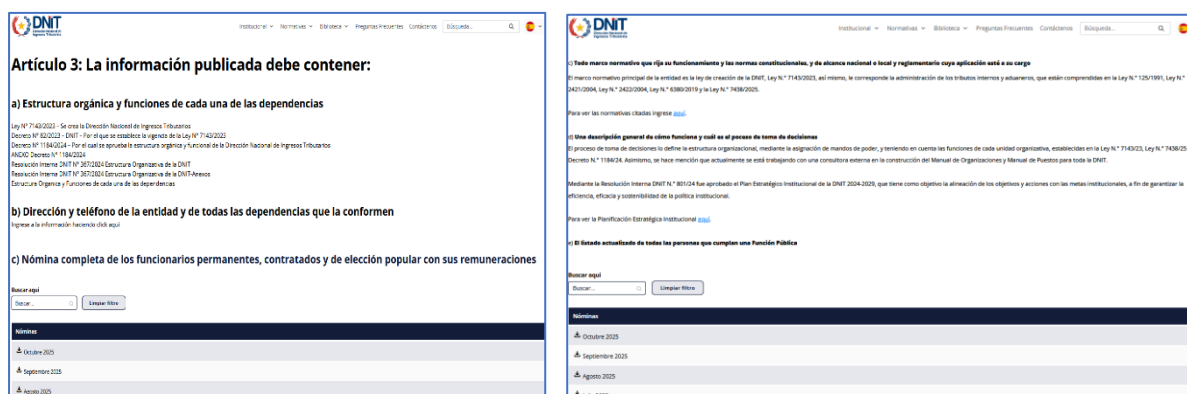 DNIT
Dirección Nacional de
Ingresos Tributarios
Institucional Normativas Biblioteca Preguntas Frecuentes Contáctenos Búsqueda...
Artículo 3: La información publicada debe contener:
a) Estructura orgánica y funciones de cada una de las dependencias
Ley N° 7143/2023 – Se crea la Dirección Nacional de Ingresos Tributarios
Decreto N° 82/2023 – DNIT – Por el que se establece la vigencia de la Ley N° 7143/2023
Decreto N° 1184/2024 – Por el cual se aprueba la estructura orgánica y funcional de la Dirección Nacional de Ingresos Tributarios
ANEXO Decreto N° 1184/2024
Resolución Interna DNIT N° 367/2024 Estructura Organizativa de la DNIT
Resolución Interna DNIT N° 367/2024 Estructura Organizativa de la DNIT-Anexos
Estructura Organica y Funciones de cada una de las dependencias
b) Dirección y teléfono de la entidad y de todas las dependencias que la conformen
Ingrese a la información haciendo click aquí
c) Nómina completa de los funcionarios permanentes, contratados y de elección popular con sus remuneraciones
Buscar aquí
Buscar...
Limpiar filtro
Nóminas
Octubre 2025
Septiembre 2025
Agosto 2025
DNIT
Dirección Nacional de
Ingresos Tributarios
Institucional Normativas Biblioteca Preguntas Frecuentes Contáctenos Búsqueda...
c) Todo marco normativo que rija su funcionamiento y las normas constitucionales, y de alcance nacional o local y reglamentario cuya aplicación esté a su cargo
El marco normativo principal de la entidad es la ley de creación de la DNIT, Ley N.° 7143/2023, así mismo, le corresponde la administración de los tributos internos y aduaneros, que están comprendidas en la Ley N.° 125/1991, Ley N.°
2421/2004, Ley N.° 2422/2004, Ley N.° 6380/2019 y la Ley N.° 7438/2025.
Para ver las normativas citadas ingrese aquí.
d) Una descripción general de cómo funciona y cuál es el proceso de toma de decisiones
El proceso de toma de decisiones lo define la estructura organizacional, mediante la asignación de mandos de poder, y teniendo en cuenta las funciones de cada unidad organizativa, establecidas en la Ley N.° 7143/23, Ley N.° 7438/25
Decreto N.° 1184/24. Asimismo, se hace mención que actualmente se está trabajando con una consultora externa en la construcción del Manual de Organizaciones y Manual de Puestos para toda la DNIT.
Mediante la Resolución Interna DNIT N.° 801/24 fue aprobado el Plan Estratégico Institucional de la DNIT 2024-2029, que tiene como objetivo la alineación de los objetivos y acciones con las metas institucionales, a fin de garantizar la
eficiencia, eficacia y sostenibilidad de la política institucional.
Para ver la Planificación Estratégica Institucional aquí.
e) El listado actualizado de todas las personas que cumplen una Función Pública
Buscar aquí
Buscar...
Limpiar filtro
Nóminas
Octubre 2025
Septiembre 2025
Agosto 2025